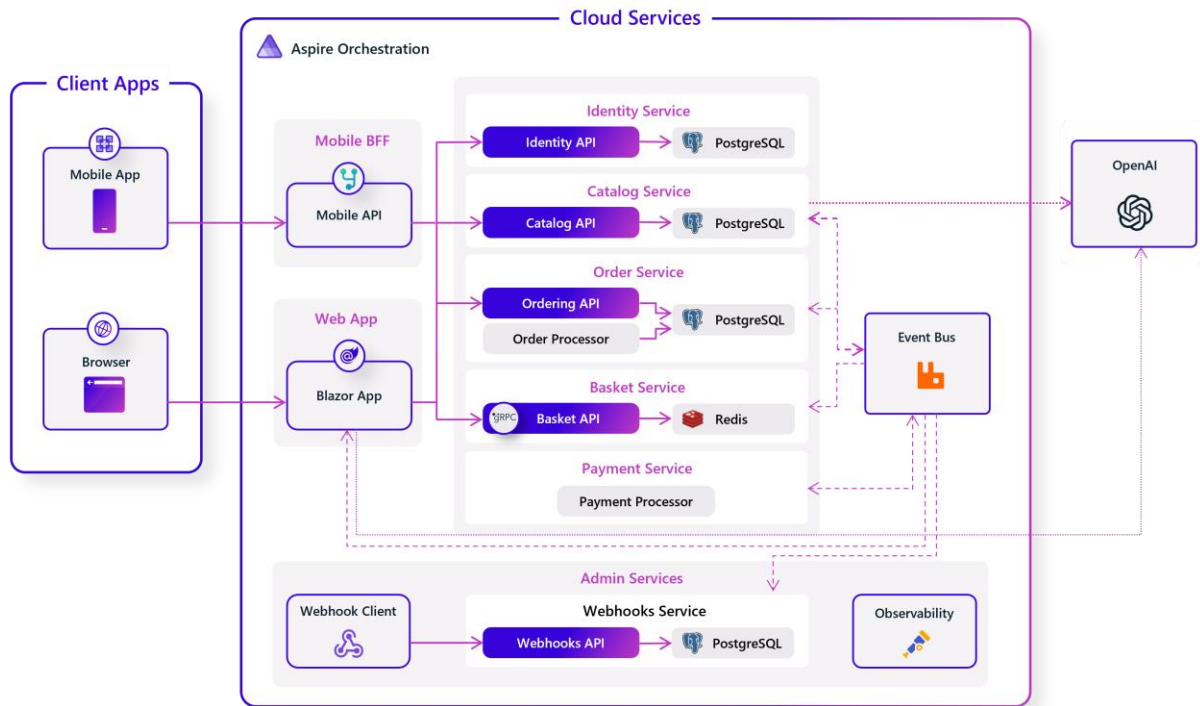 Cloud Services
Aspire Orchestration
Client Apps
Mobile App
Browser
Mobile BFF
Mobile API
Web App
Blazor App
Identity Service
Identity API
PostgreSQL
Catalog Service
Catalog API
PostgreSQL
Order Service
Ordering API
Order Processor
PostgreSQL
Basket Service
gRPC
Basket API
Redis
Payment Service
Payment Processor
Event Bus
OpenAI
Admin Services
Webhook Client
Webhooks Service
Webhooks API
PostgreSQL
Observability